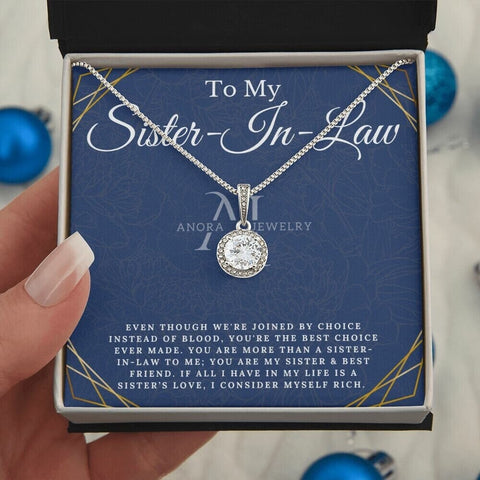 To My
Sister-In-Law
ANORA JEWELRY
EVEN THOUGH WE'RE JOINED BY CHOICE
INSTEAD OF BLOOD, YOU'RE THE BEST CHOICE
EVER MADE. YOU ARE MORE THAN A SISTER-
IN-LAW TO ME; YOU ARE MY SISTER & BEST
FRIEND. IF ALL I HAVE IN MY LIFE IS A
SISTER'S LOVE, I CONSIDER MYSELF RICH.